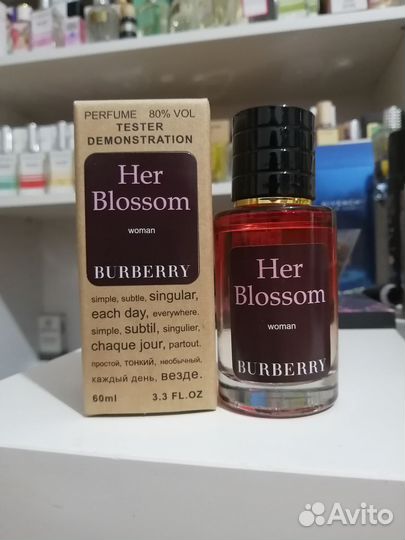 PERFUME 80% VOL
TESTER
DEMONSTRATION
Her
Blossom
woman
BURBERRY
simple, subtle, singular,
each day, everywhere.
simple, subtil, singulier,
chaque jour, partout.
простой, тонкий, необычный.
каждый день, везде.
60ml 3.3 FL.OZ
Her
Blossom
woman
BURBERRY
GIVENCHY
Avito